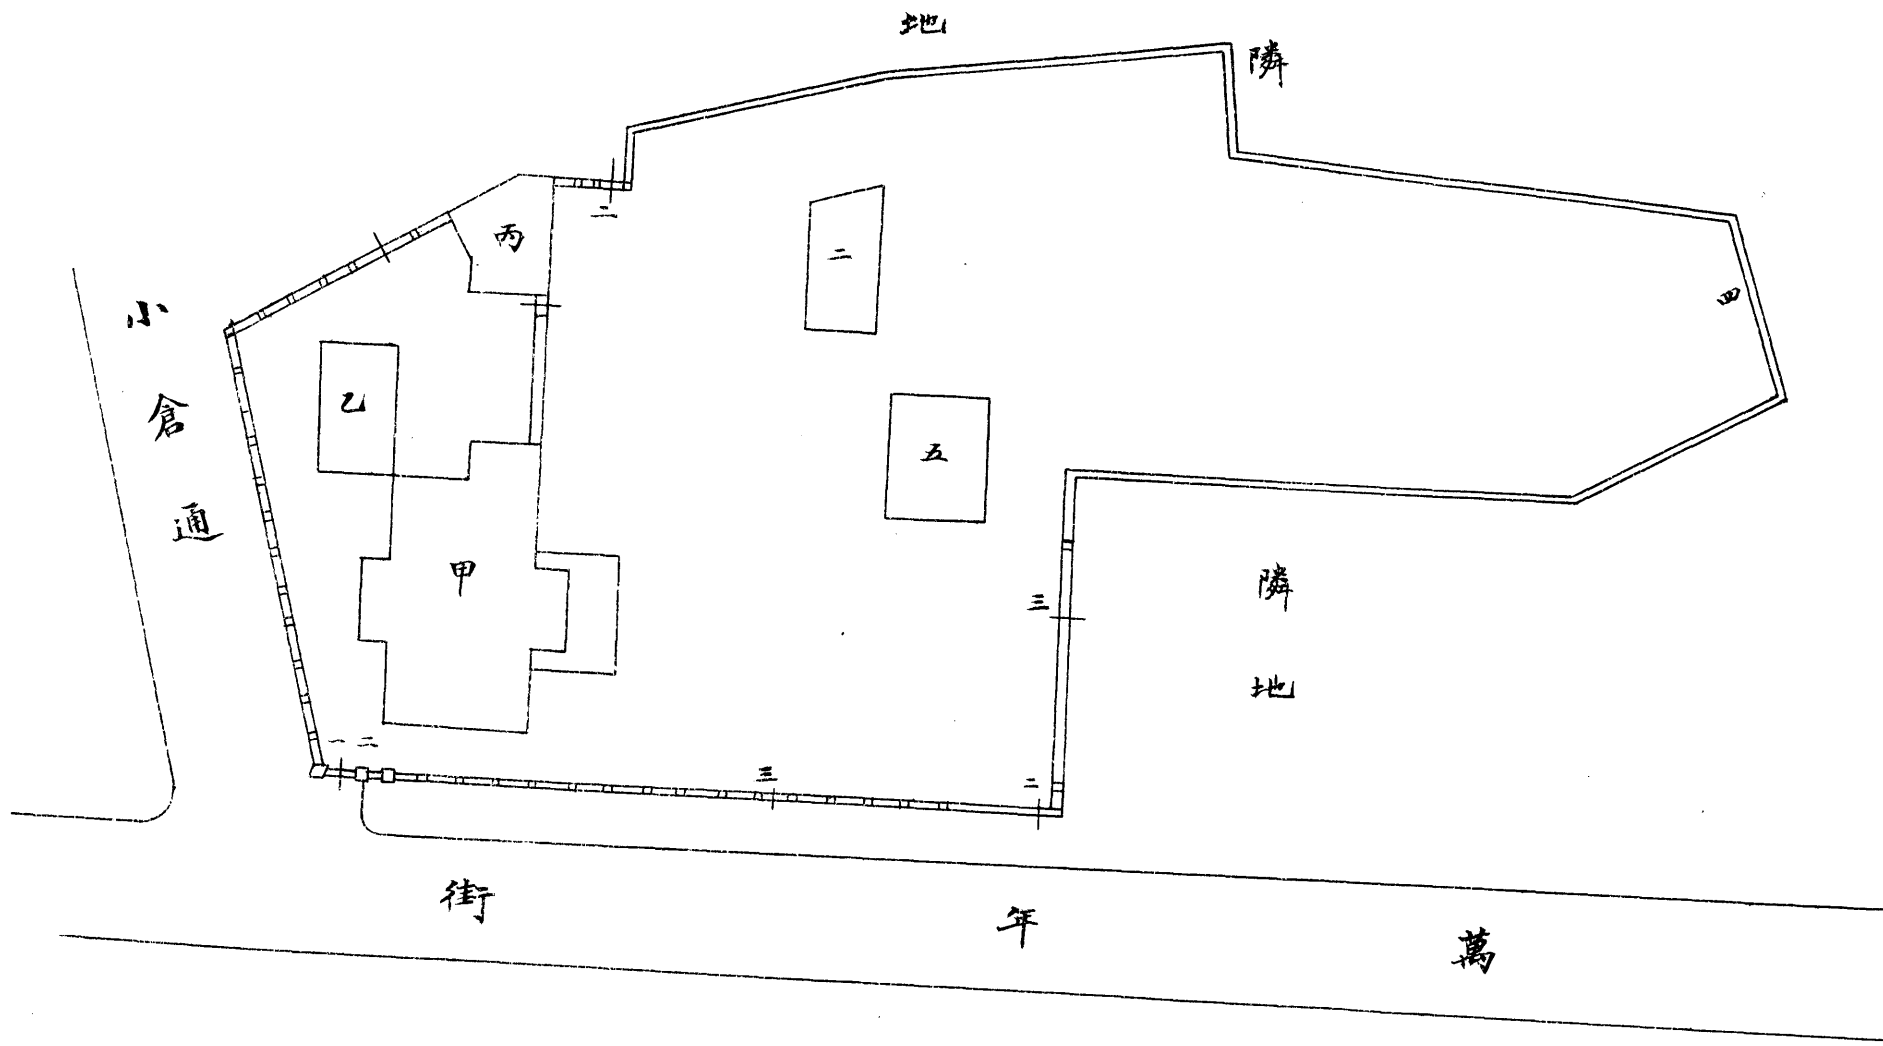 隣地
二
丙
二
四
小倉通
乙
五
甲
三
隣地
一二
三
二
萬年街